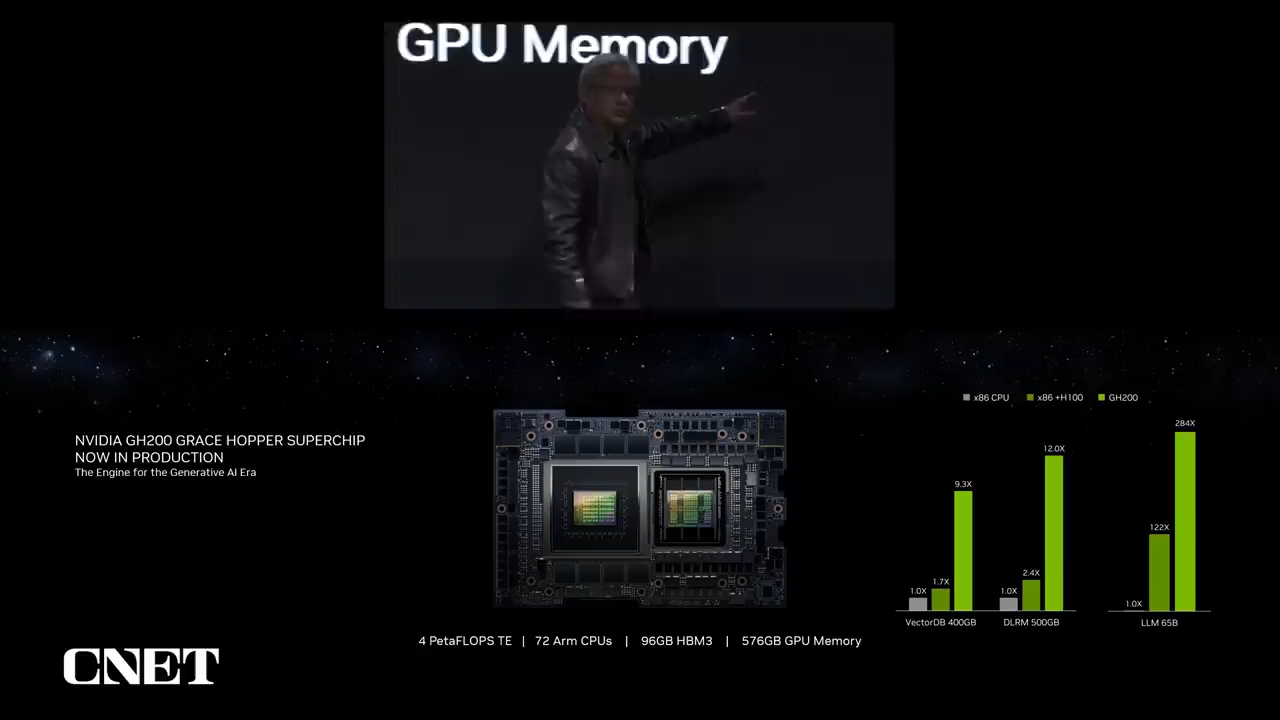 GPU Memory
NVIDIA GH200 GRACE HOPPER SUPERCHIP
NOW IN PRODUCTION
The Engine for the Generative AI Era
x86 CPU x86 +H100 GH200
1.0X 1.7X 9.3X
VectorDB 400GB
1.0X 2.4X 12.0X
DLRM 500GB
1.0X 122X 284X
LLM 65B
4 PetaFLOPS TE | 72 Arm CPUs | 96GB HBM3 | 576GB GPU Memory
CNET